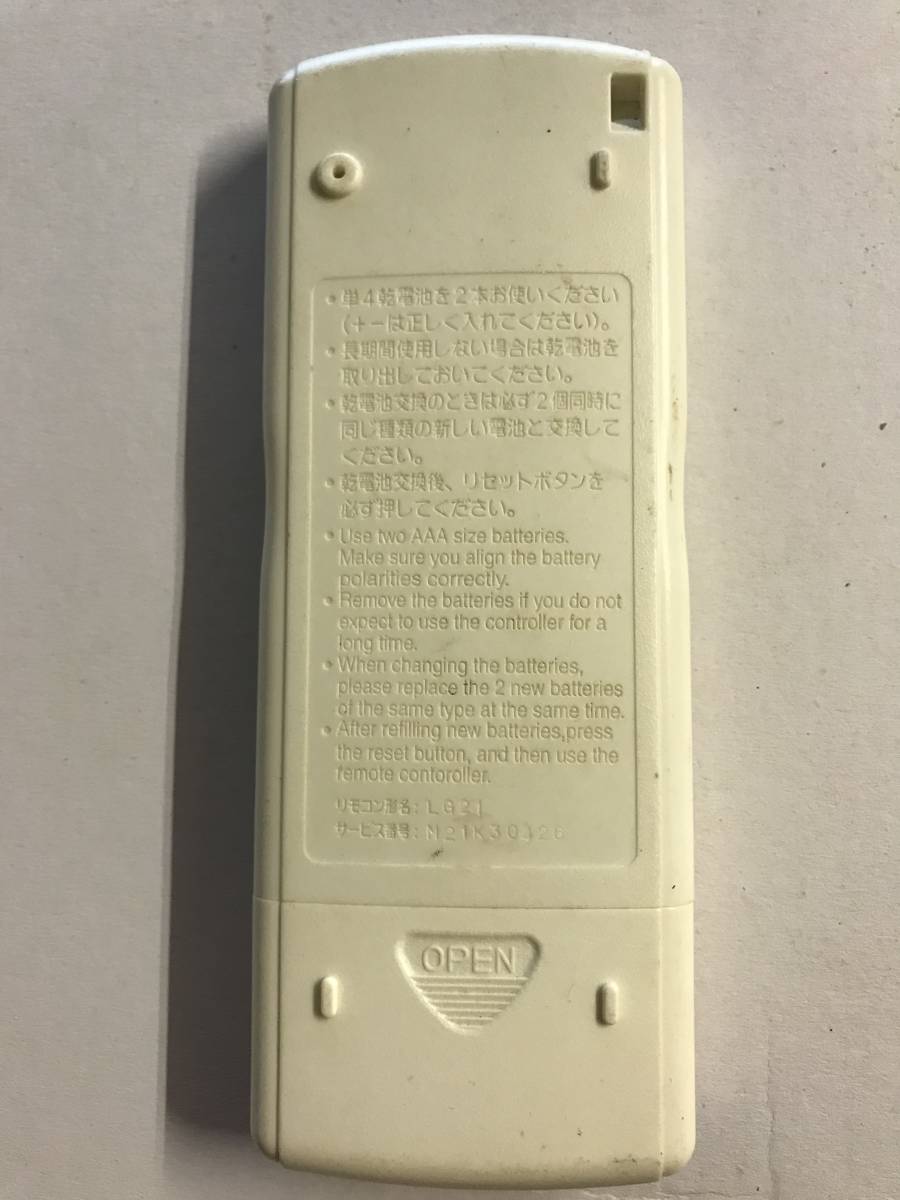 • 単4乾電池を2本お使いください
(+−は正しく入れてください)。
• 長期間使用しない場合は乾電池を
取り出しておいてください。
• 乾電池交換のときは必ず2個同時に
同じ種類の新しい電池と交換して
ください。
• 乾電池交換後、リセットボタンを
必ず押してください。
• Use two AAA size batteries.
Make sure you align the battery
polarities correctly.
• Remove the batteries if you do not
expect to use the controller for a
long time.
• When changing the batteries,
please replace the 2 new batteries
of the same type at the same time.
• After refilling new batteries,press
the reset button, and then use the
remote contoroller.
リモコン形名: LG21
サービス番号: M21K30426
OPEN